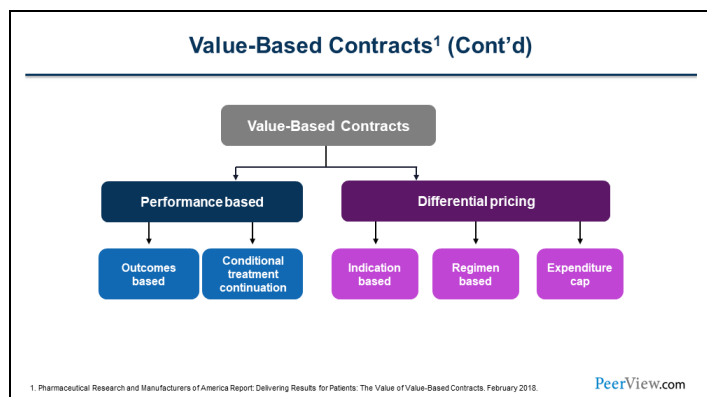 Value-Based Contracts¹ (Cont'd)
Value-Based Contracts
Performance based
Differential pricing
Outcomes
based
Conditional
treatment
continuation
Indication
based
Regimen
based
Expenditure
cap
1. Pharmaceutical Research and Manufacturers of America Report: Delivering Results for Patients: The Value of Value-Based Contracts. February 2018.
PeerView.com